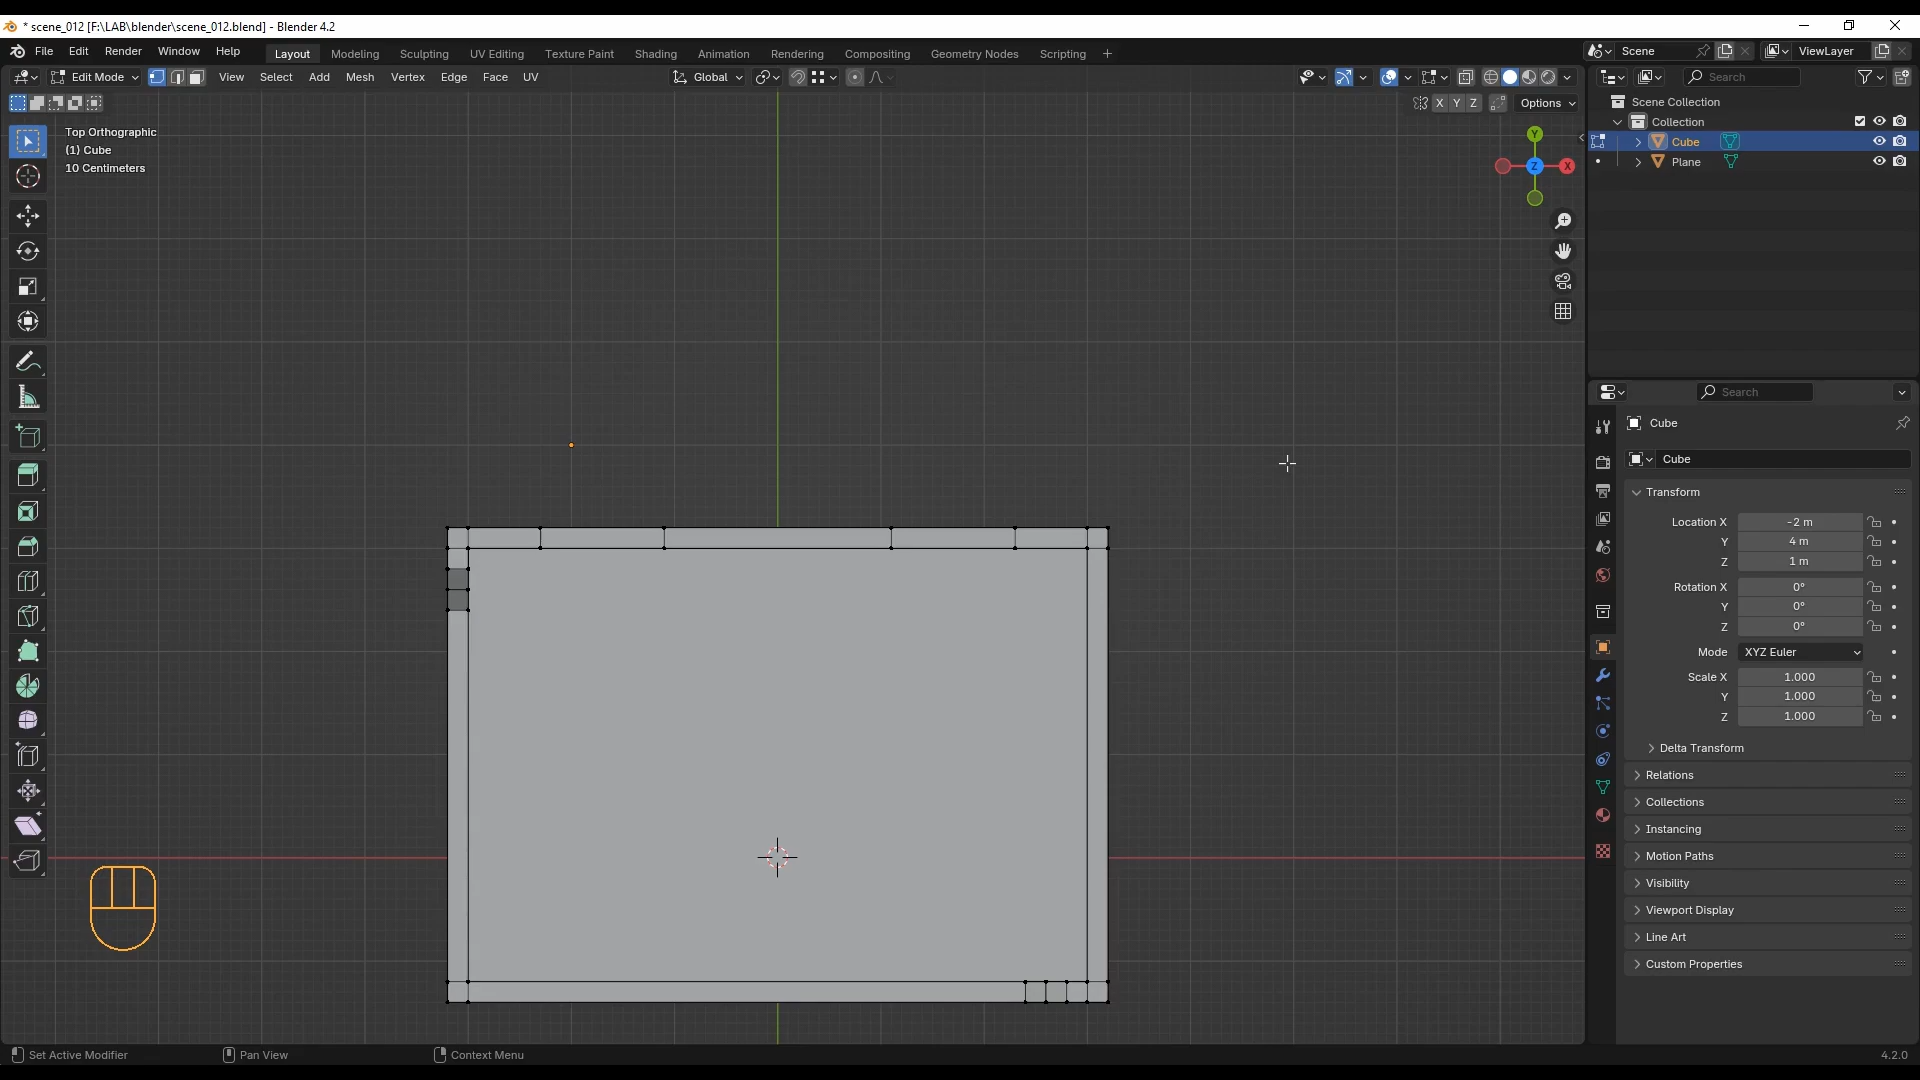 * scene_012 [F:\LAB\blender\scene_012.blend] - Blender 4.2
File Edit Render Window Help
Layout Modeling Sculpting UV Editing Texture Paint Shading Animation Rendering Compositing Geometry Nodes Scripting +
Scene ViewLayer
Edit Mode View Select Add Mesh Vertex Edge Face UV Global
Search
X Y Z Options
Top Orthographic
(1) Cube
10 Centimeters
Y
Z
X
Scene Collection
Collection
Cube
Plane
Search
Cube
Cube
Transform
Location X -2 m
Y 4 m
Z 1 m
Rotation X 0°
Y 0°
Z 0°
Mode XYZ Euler
Scale X 1.000
Y 1.000
Z 1.000
Delta Transform
Relations
Collections
Instancing
Motion Paths
Visibility
Viewport Display
Line Art
Custom Properties
Set Active Modifier Pan View Context Menu 4.2.0